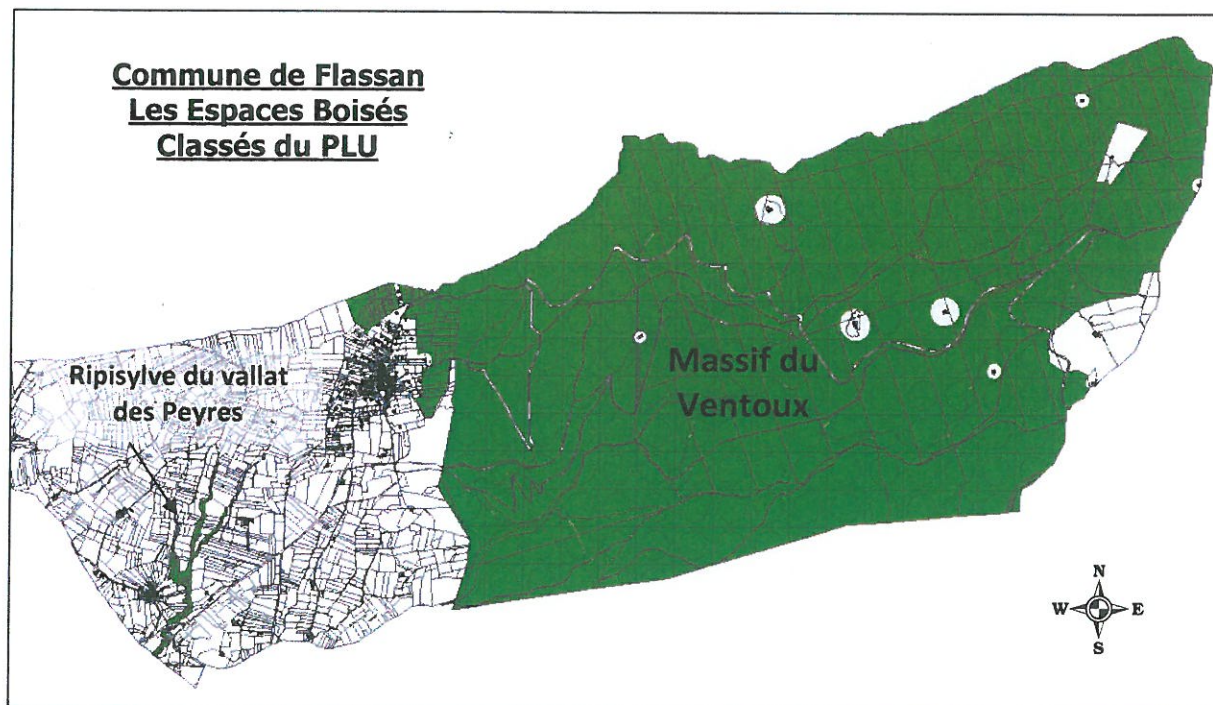 Commune de Flassan
Les Espaces Boisés
Classés du PLU
Ripisylve du vallat
des Peyres
Massif du
Ventoux
N
W E
S